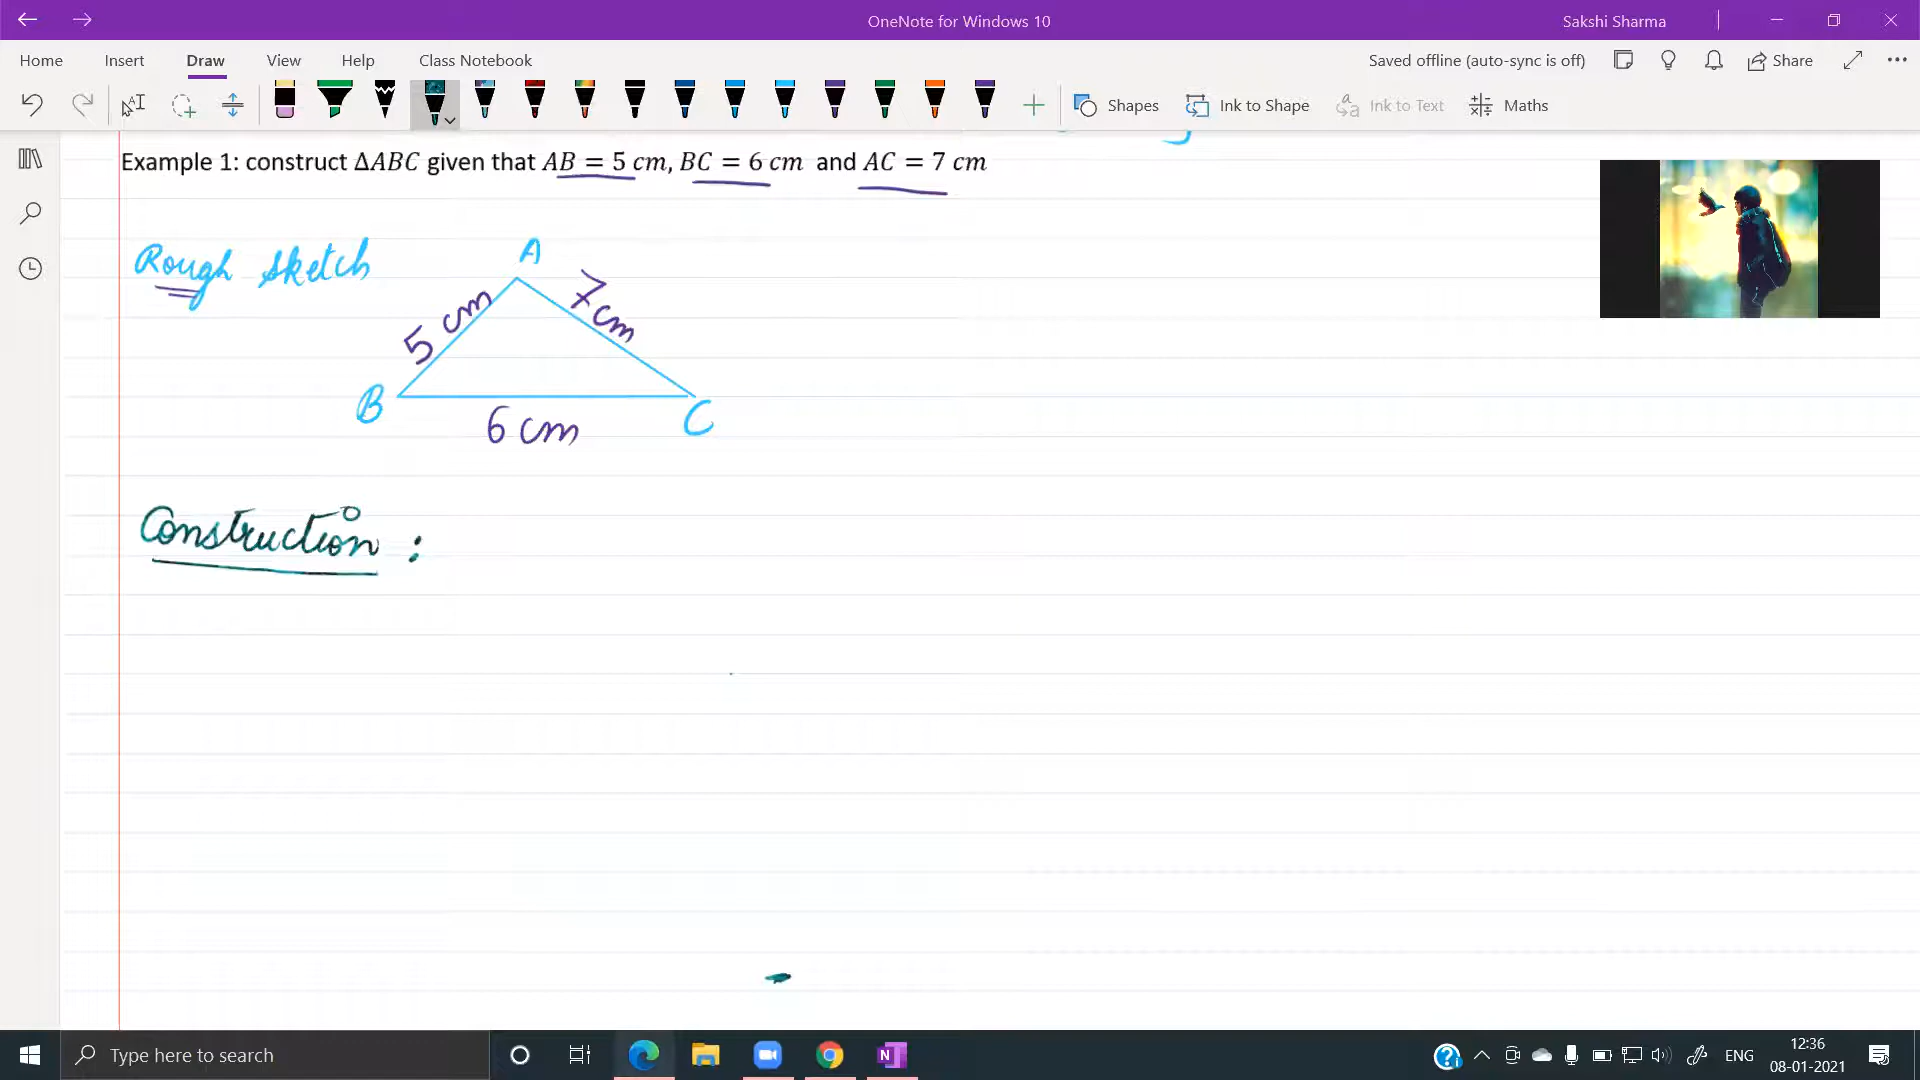 OneNote for Windows 10
Sakshi Sharma
Home Insert Draw View Help Class Notebook
Saved offline (auto-sync is off) Share
Shapes Ink to Shape Ink to Text Maths
Example 1: construct ΔABC given that AB = 5 cm, BC = 6 cm and AC = 7 cm
Rough Sketch
A
5 cm
7 cm
B
C
6 cm
Construction :
Type here to search
ENG
12:36
08-01-2021